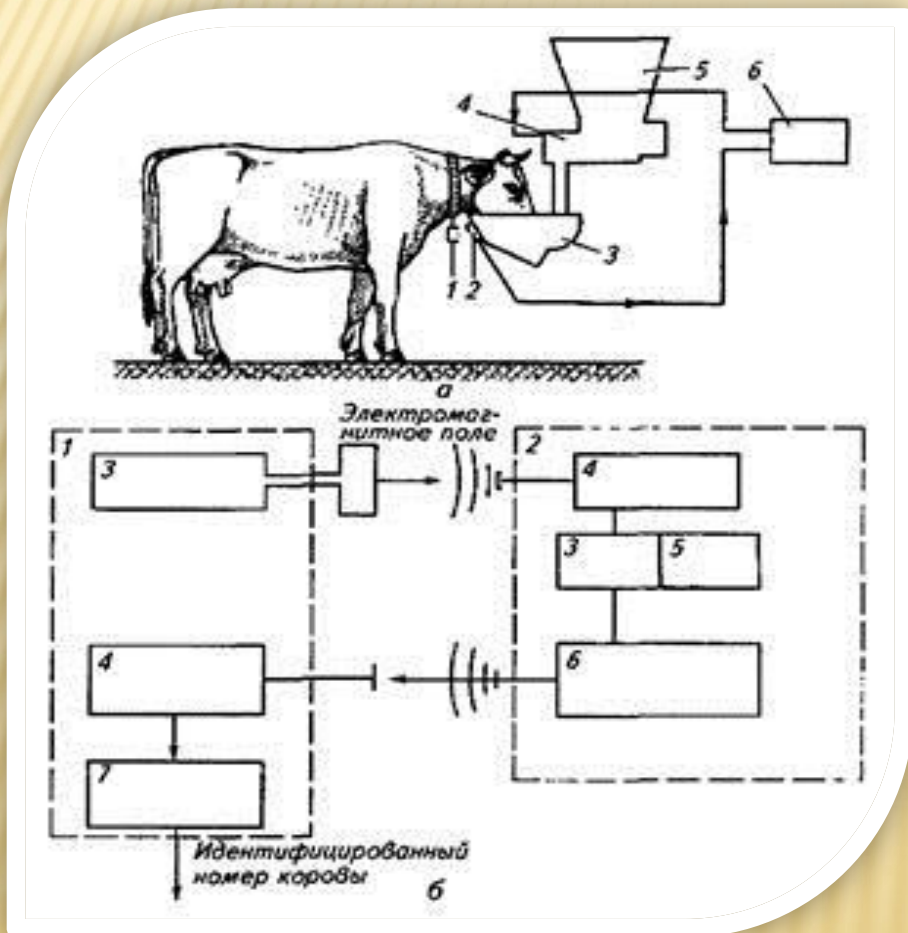 5
6
4
3
1 2
а
Электромаг-
нитное поле
1
2
3
4
3
5
4
6
7
Идентифицированный
номер коровы
б